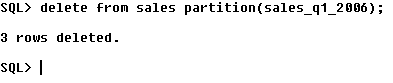 SQL> delete from sales partition(sales_q1_2006);
3 rows deleted.
SQL>